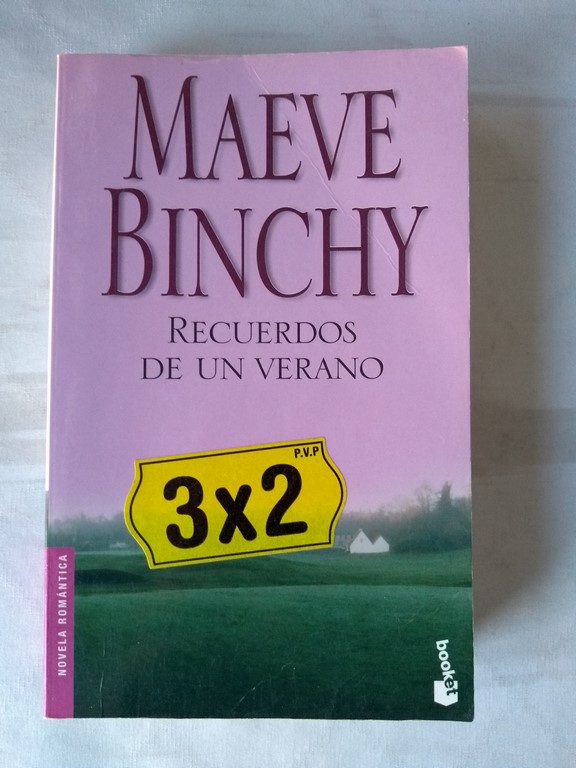 MAEVE
BINCHY
RECUERDOS
DE UN VERANO
P.V.P
3x2
NOVELA ROMÁNTICA
booket